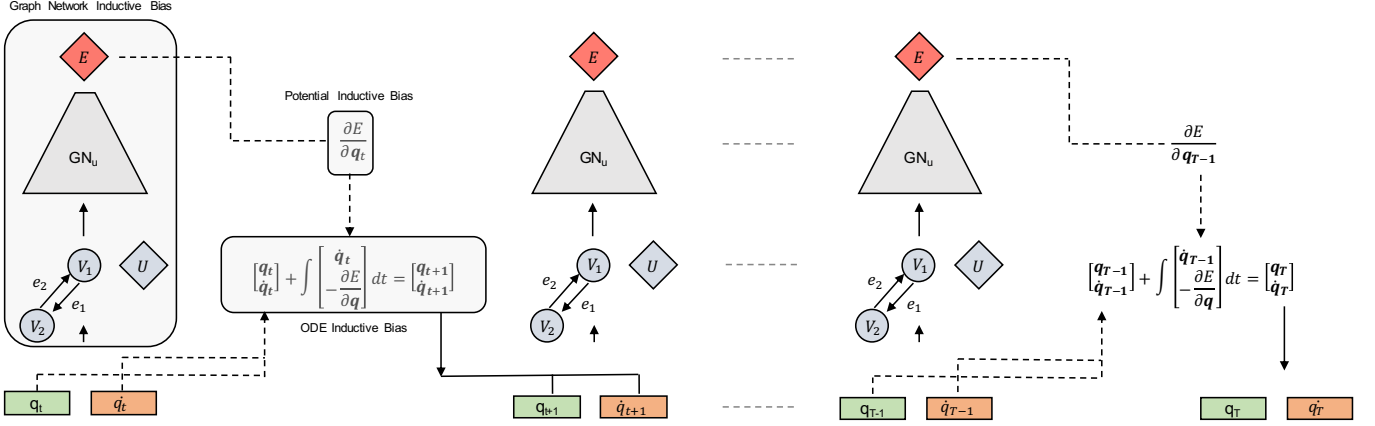 Graph Network Inductive Bias
E
GN_u
V_1
V_2
e_2
e_1
U
Potential Inductive Bias
∂E
∂q_t
[q_t q̇_t] + ∫ [q̇_t -∂E/∂q] dt = [q_{t+1} q̇_{t+1}]
ODE Inductive Bias
q_t
q̇_t
E
GN_u
V_1
V_2
e_2
e_1
U
q_{t+1}
q̇_{t+1}
E
GN_u
V_1
V_2
e_2
e_1
U
q_{T-1}
q̇_{T-1}
∂E
∂q_{T-1}
[q_{T-1} q̇_{T-1}] + ∫ [q̇_{T-1} -∂E/∂q] dt = [q_T q̇_T]
q_T
q̇_T